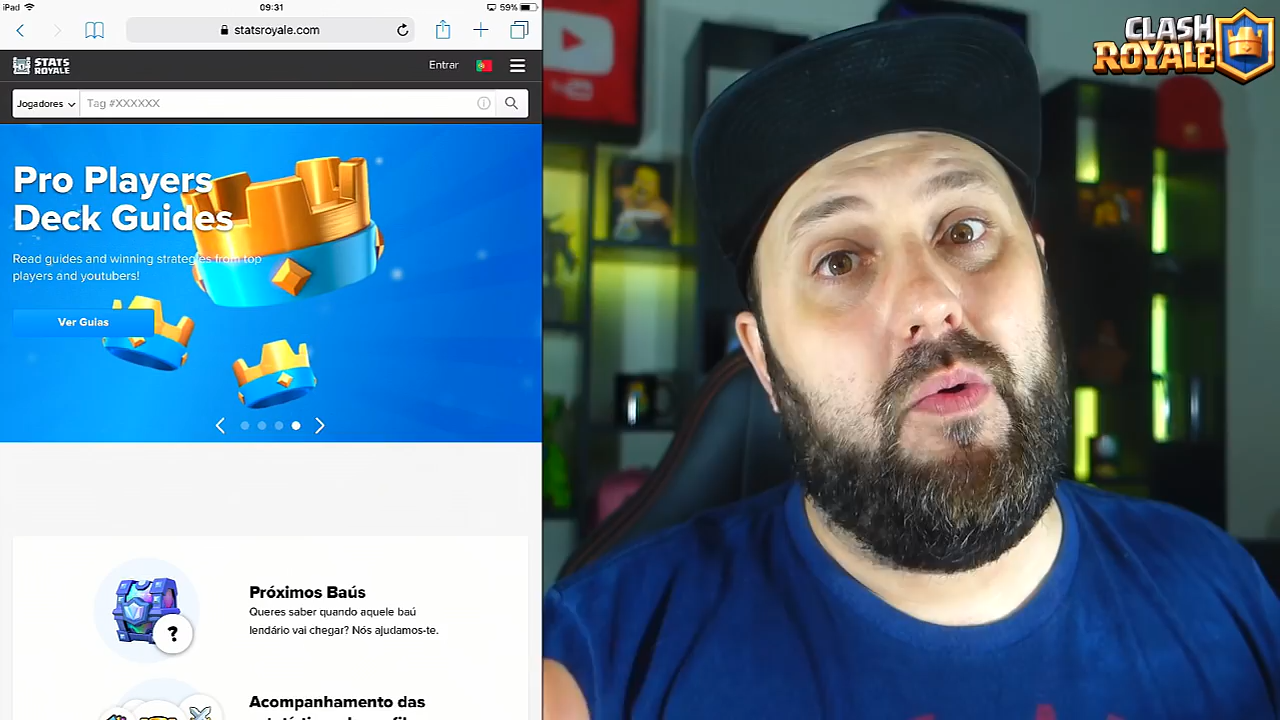 iPad
09:31
59%
statsroyale.com
STATS
ROYALE
Entrar
Jogadores
Tag #XXXXXX
Pro Players
Deck Guides
Read guides and winning strategies from top
players and youtubers!
Ver Guias
Próximos Baús
Queres saber quando aquele baú
lendário vai chegar? Nós ajudamos-te.
Acompanhamento das
CLASH
ROYALE